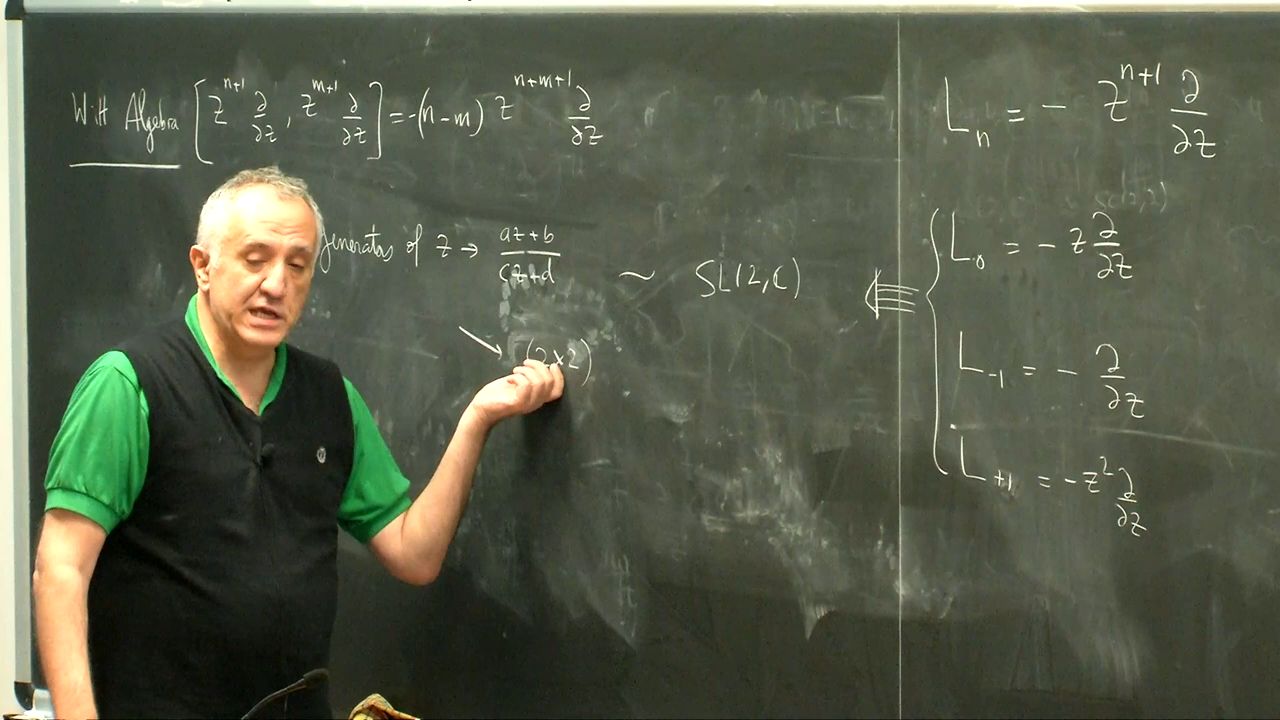 Witt Algebra [z^{n+1} ∂/∂z, z^{m+1} ∂/∂z] = -(n-m) z^{n+m+1} ∂/∂z
generators of z → (az+b)/(cz+d) ~ SL(2,C)
(2×2)
L_n = - z^{n+1} ∂/∂z
L_0 = - z ∂/∂z
L_{-1} = - ∂/∂z
L_{+1} = - z^2 ∂/∂z